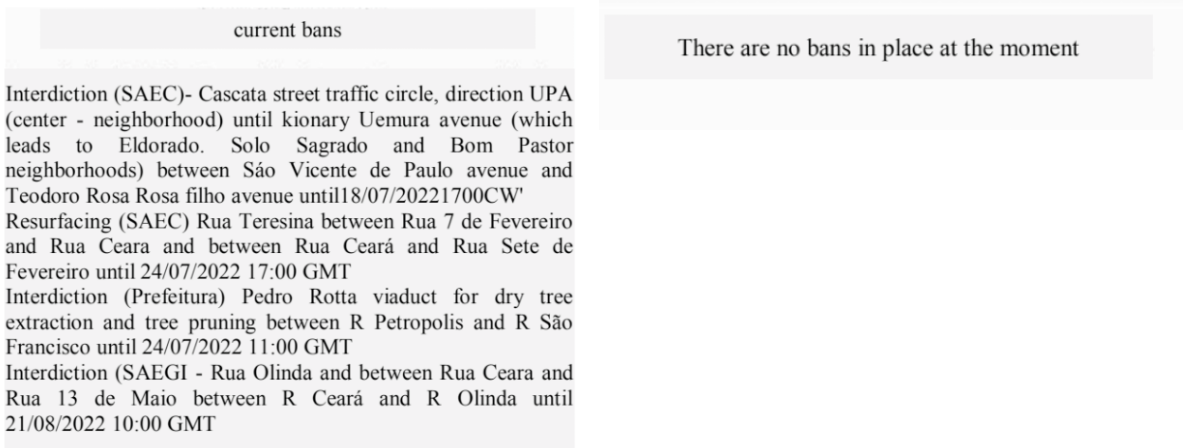 current bans
Interdiction (SAEC)- Cascata street traffic circle, direction UPA
(center - neighborhood) until kionary Uemura avenue (which
leads to Eldorado. Solo Sagrado and Bom Pastor
neighborhoods) between Sáo Vicente de Paulo avenue and
Teodoro Rosa Rosa filho avenue until18/07/20221700CW'
Resurfacing (SAEC) Rua Teresina between Rua 7 de Fevereiro
and Rua Ceara and between Rua Ceará and Rua Sete de
Fevereiro until 24/07/2022 17:00 GMT
Interdiction (Prefeitura) Pedro Rotta viaduct for dry tree
extraction and tree pruning between R Petropolis and R São
Francisco until 24/07/2022 11:00 GMT
Interdiction (SAEGI - Rua Olinda and between Rua Ceara and
Rua 13 de Maio between R Ceará and R Olinda until
21/08/2022 10:00 GMT
There are no bans in place at the moment